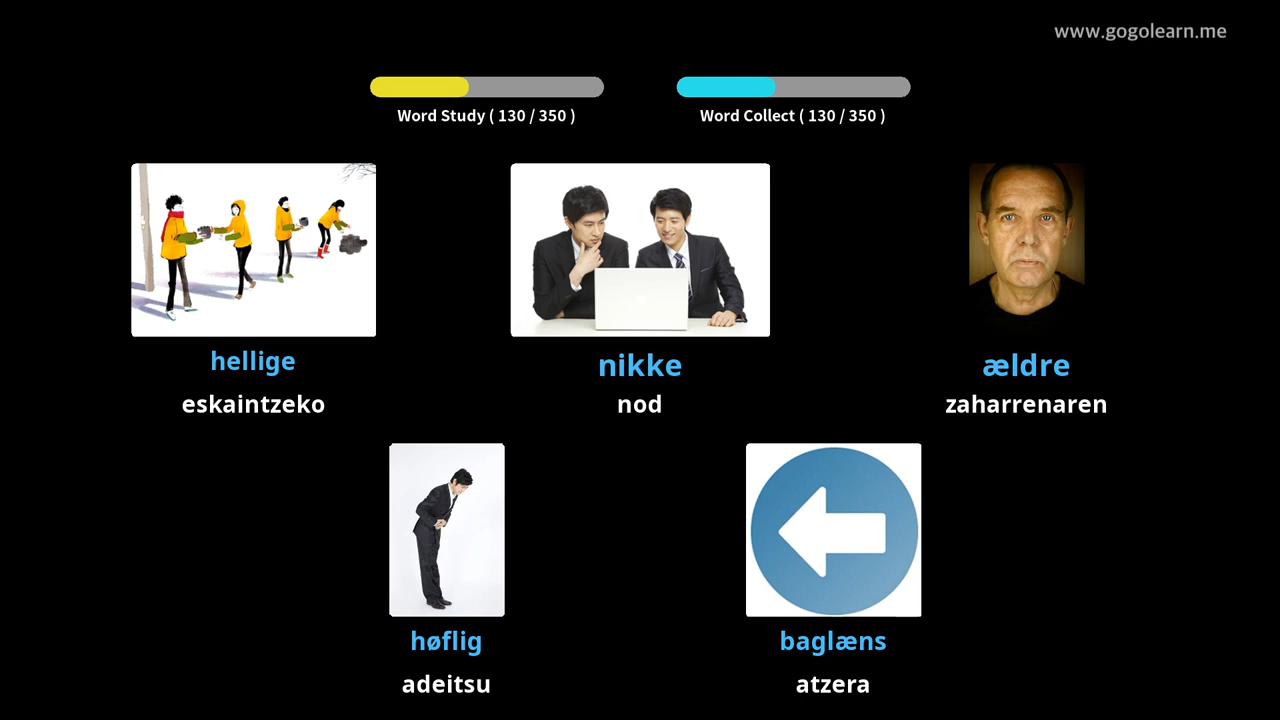 www.gogolearn.me
Word Study ( 130 / 350 )
Word Collect ( 130 / 350 )
hellige
nikke
ældre
eskaintzeko
nod
zaharrenaren
høflig
baglæns
adeitsu
atzera